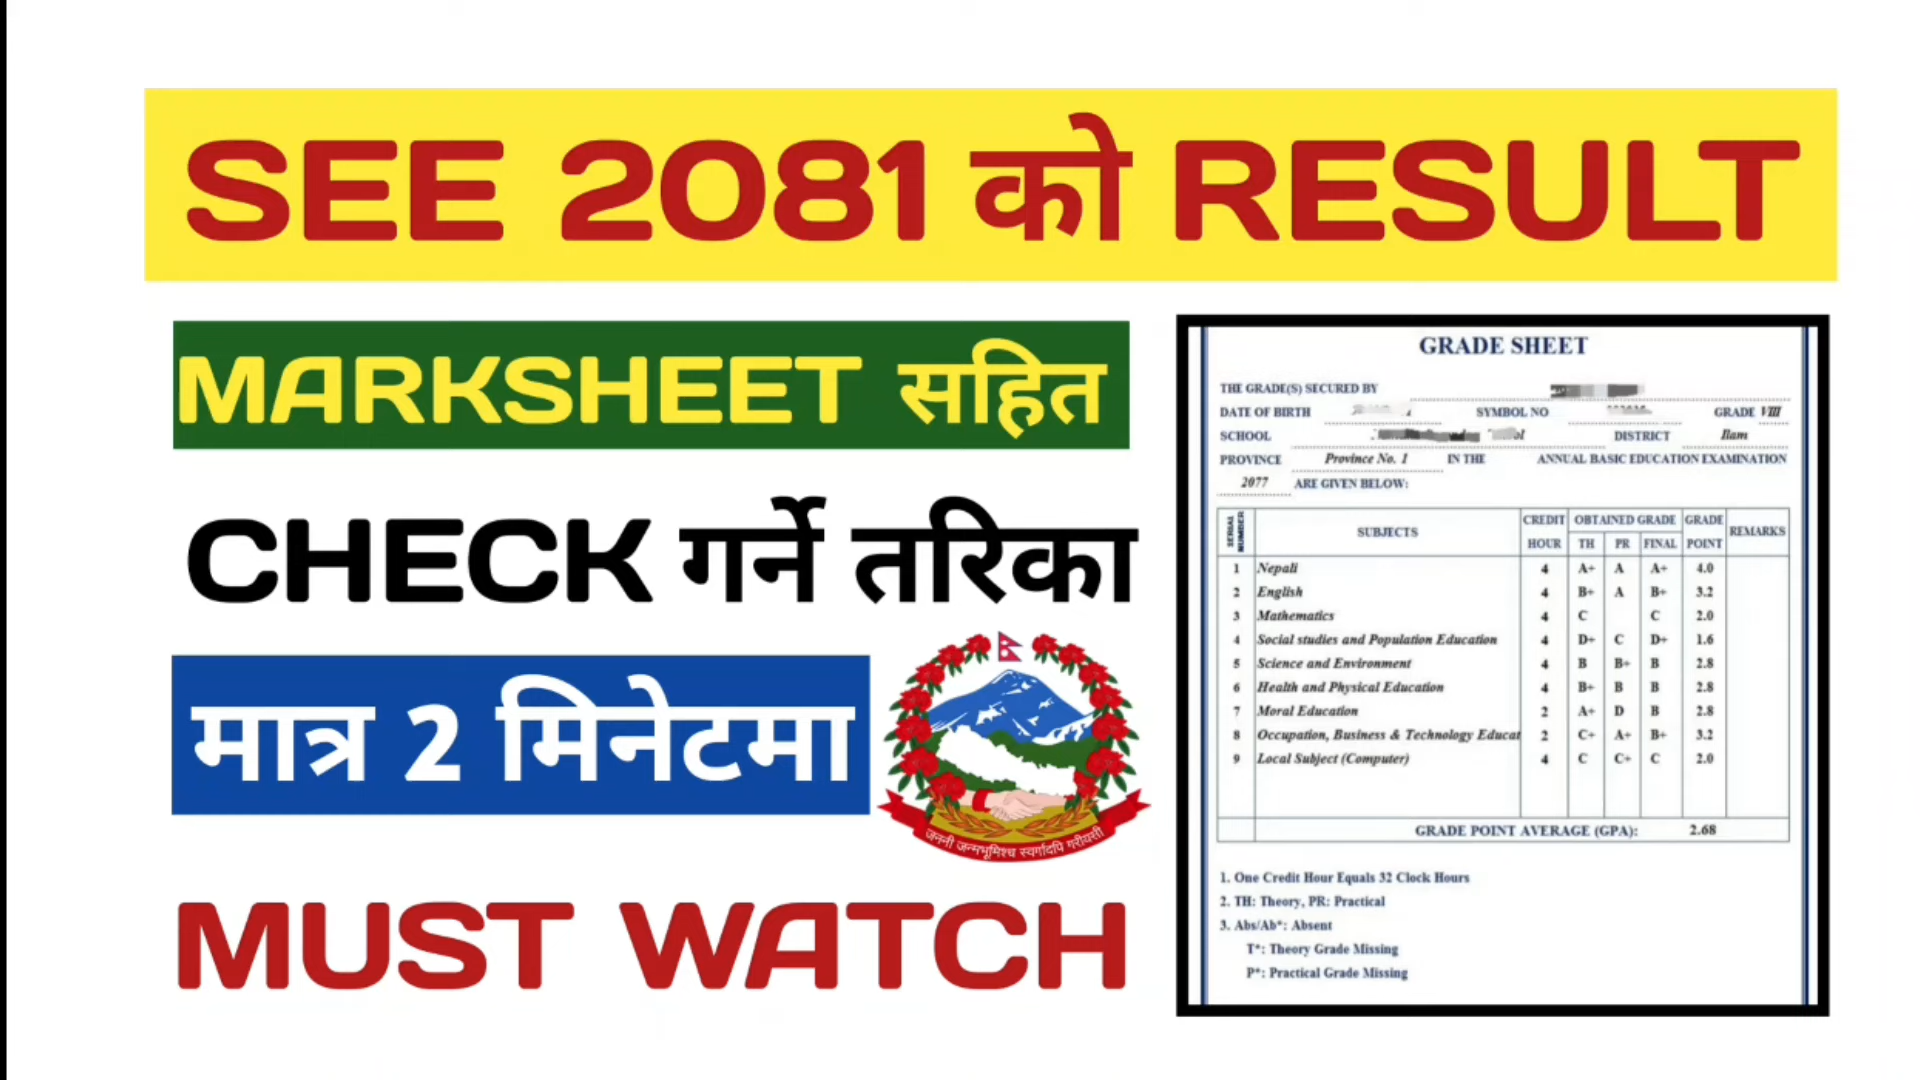 SEE 2081 को RESULT
MARKSHEET सहित
CHECK गर्ने तरिका
मात्र 2 मिनेटमा
जननी जन्मभूमिश्च स्वर्गादपि गरीयसी
MUST WATCH
GRADE SHEET
THE GRADE(S) SECURED BY
DATE OF BIRTH SYMBOL NO GRADE VIII
SCHOOL DISTRICT Ilam
PROVINCE Province No. 1 IN THE ANNUAL BASIC EDUCATION EXAMINATION
2077 ARE GIVEN BELOW:
SERIAL NUMBER SUBJECTS CREDIT HOUR OBTAINED GRADE TH PR FINAL GRADE POINT REMARKS
1 Nepali 4 A+ A A+ 4.0
2 English 4 B+ A B+ 3.2
3 Mathematics 4 C C 2.0
4 Social studies and Population Education 4 D+ C D+ 1.6
5 Science and Environment 4 B B+ B 2.8
6 Health and Physical Education 4 B+ B B 2.8
7 Moral Education 2 A+ D B 2.8
8 Occupation, Business & Technology Educat 2 C+ A+ B+ 3.2
9 Local Subject (Computer) 4 C C+ C 2.0
GRADE POINT AVERAGE (GPA): 2.68
1. One Credit Hour Equals 32 Clock Hours
2. TH: Theory, PR: Practical
3. Abs/Ab*: Absent
T*: Theory Grade Missing
P*: Practical Grade Missing